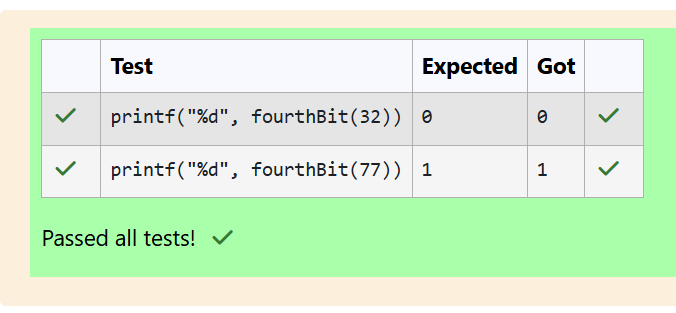 Test Expected Got
printf("%d", fourthBit(32)) 0 0
printf("%d", fourthBit(77)) 1 1
Passed all tests!